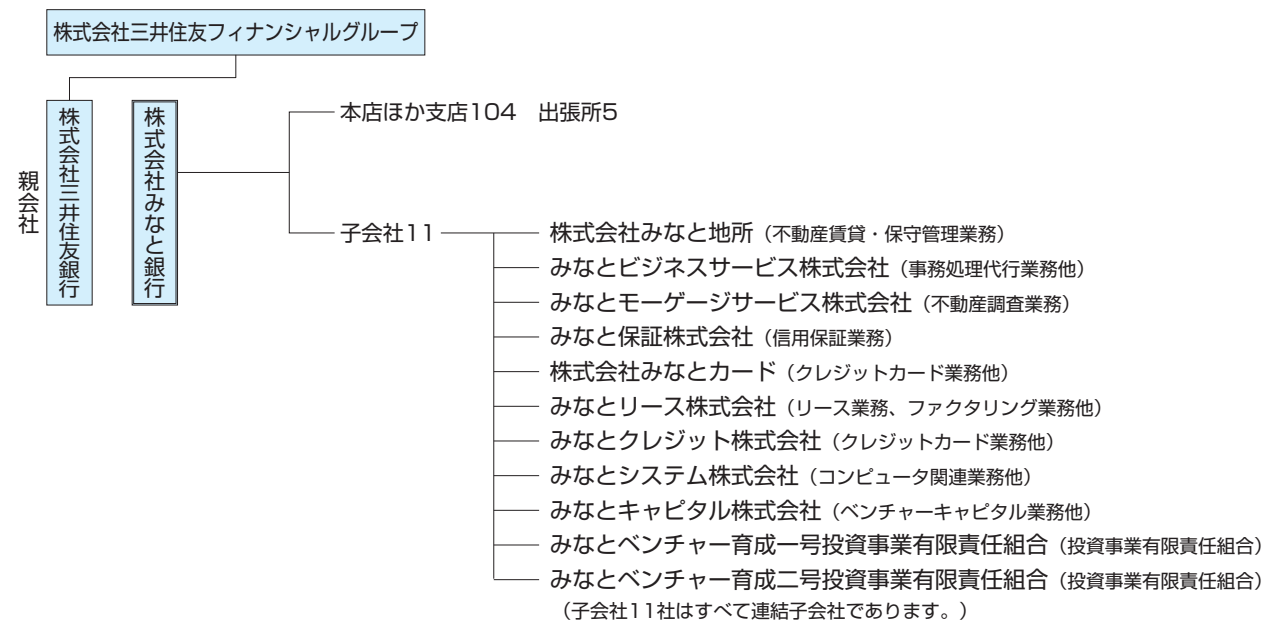 株式会社三井住友フィナンシャルグループ
親会社
株式会社三井住友銀行
株式会社みなと銀行
本店ほか支店104　出張所5
子会社11
株式会社みなと地所（不動産賃貸・保守管理業務）
みなとビジネスサービス株式会社（事務処理代行業務他）
みなとモーゲージサービス株式会社（不動産調査業務）
みなと保証株式会社（信用保証業務）
株式会社みなとカード（クレジットカード業務他）
みなとリース株式会社（リース業務、ファクタリング業務他）
みなとクレジット株式会社（クレジットカード業務他）
みなとシステム株式会社（コンピュータ関連業務他）
みなとキャピタル株式会社（ベンチャーキャピタル業務他）
みなとベンチャー育成一号投資事業有限責任組合（投資事業有限責任組合）
みなとベンチャー育成二号投資事業有限責任組合（投資事業有限責任組合）
（子会社11社はすべて連結子会社であります。）